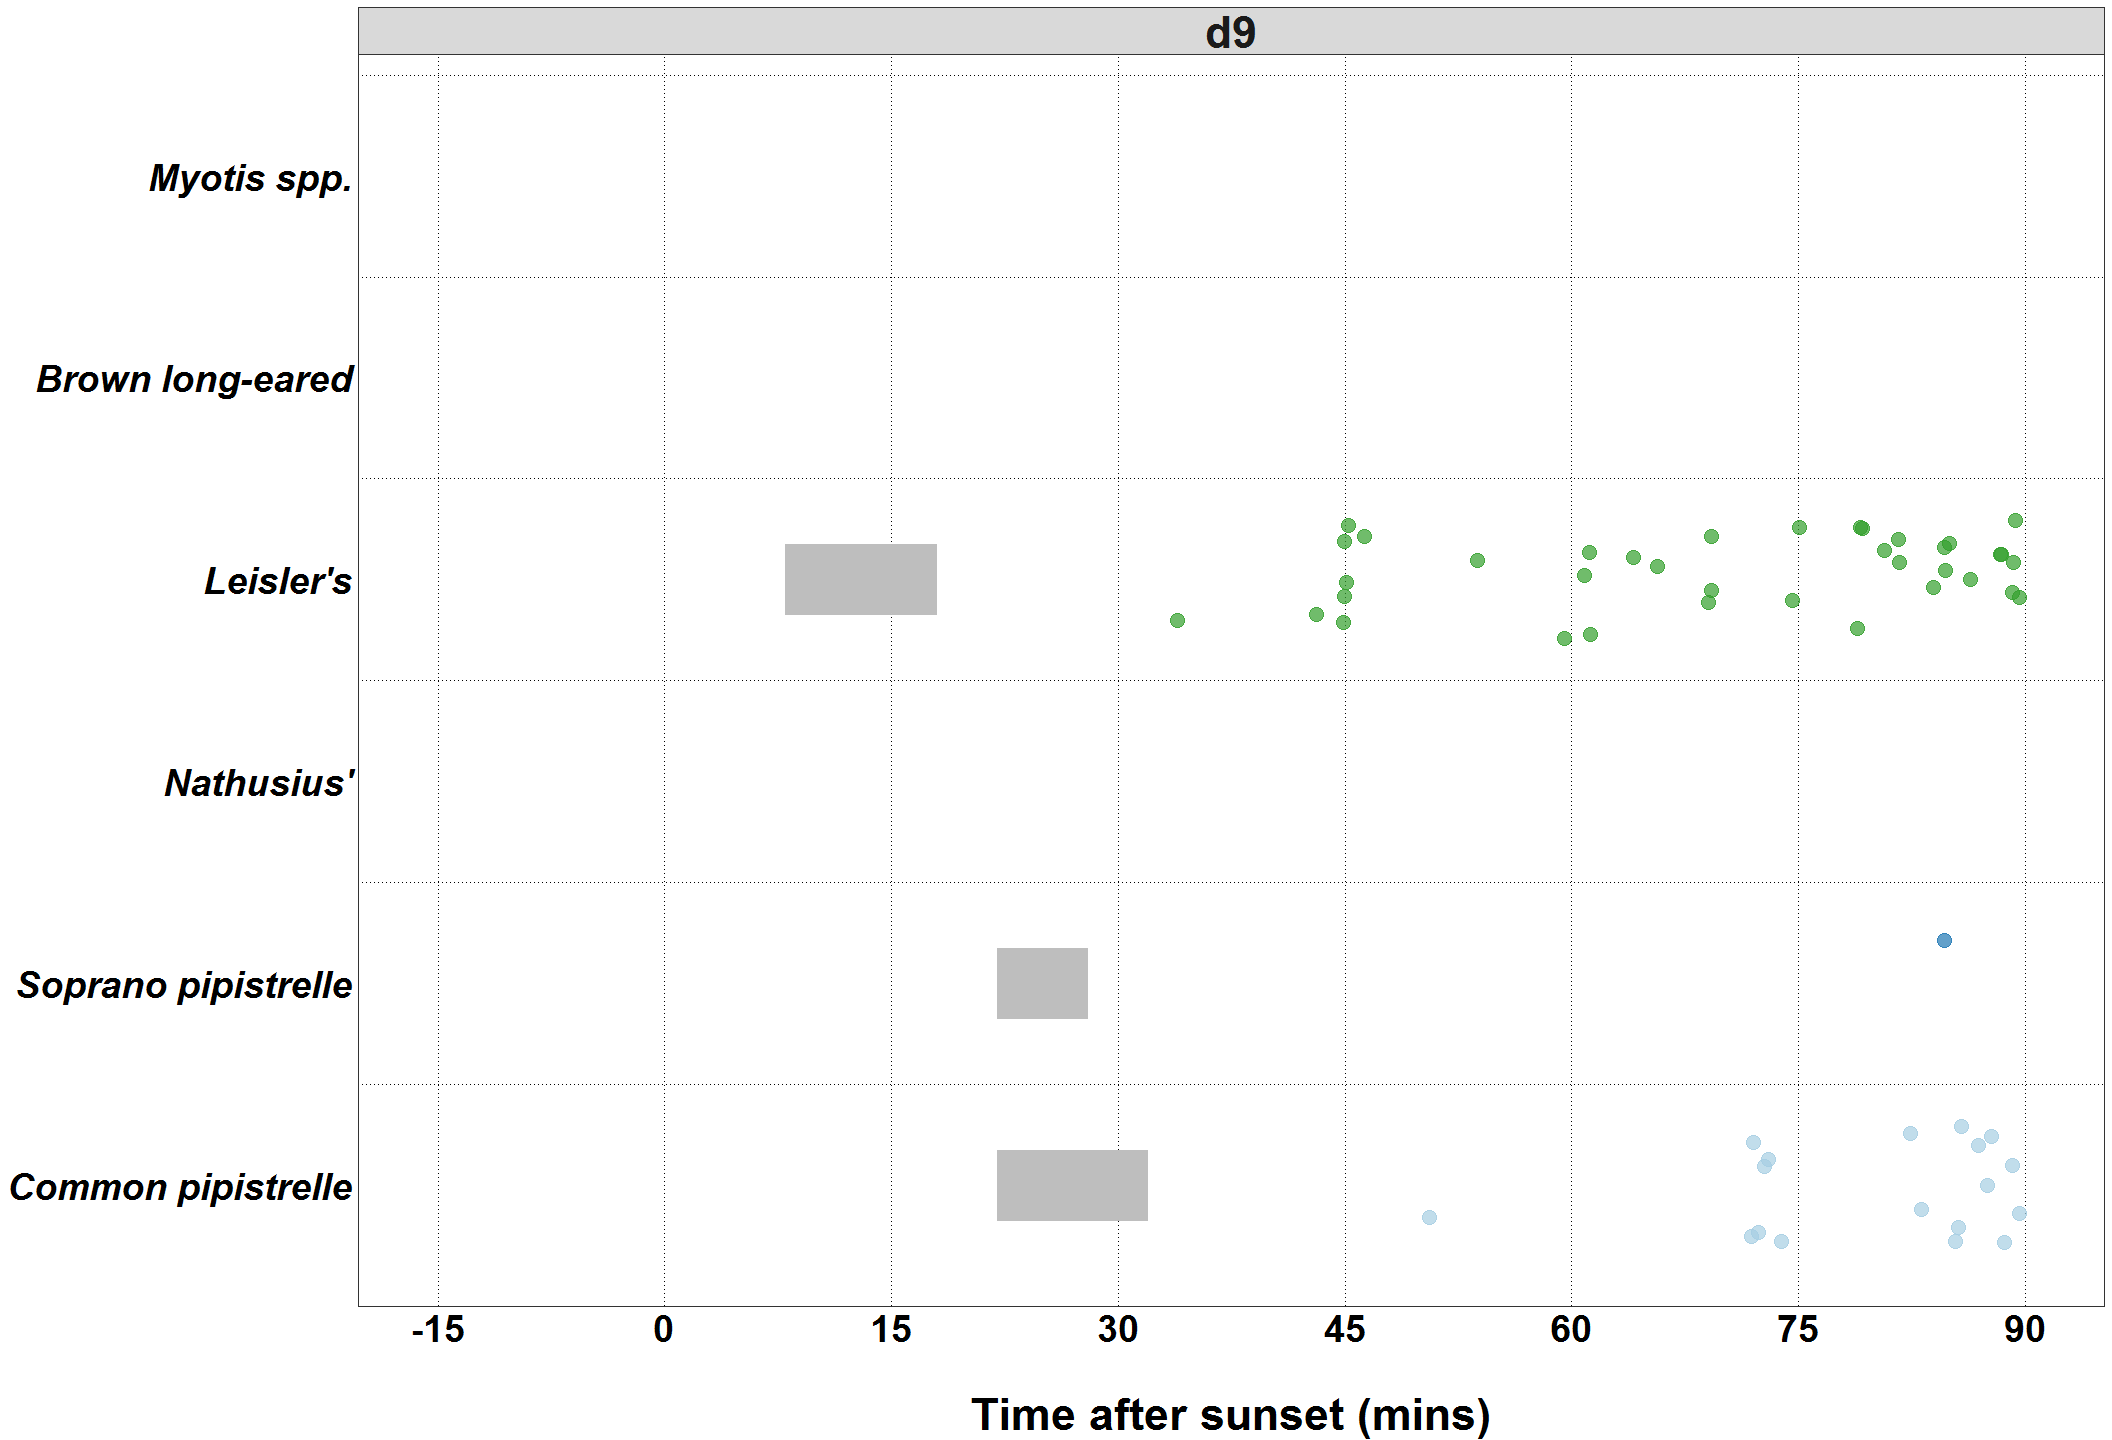 d9
Myotis spp.
Brown long-eared
Leisler's
Nathusius'
Soprano pipistrelle
Common pipistrelle
-15 0 15 30 45 60 75 90
Time after sunset (mins)